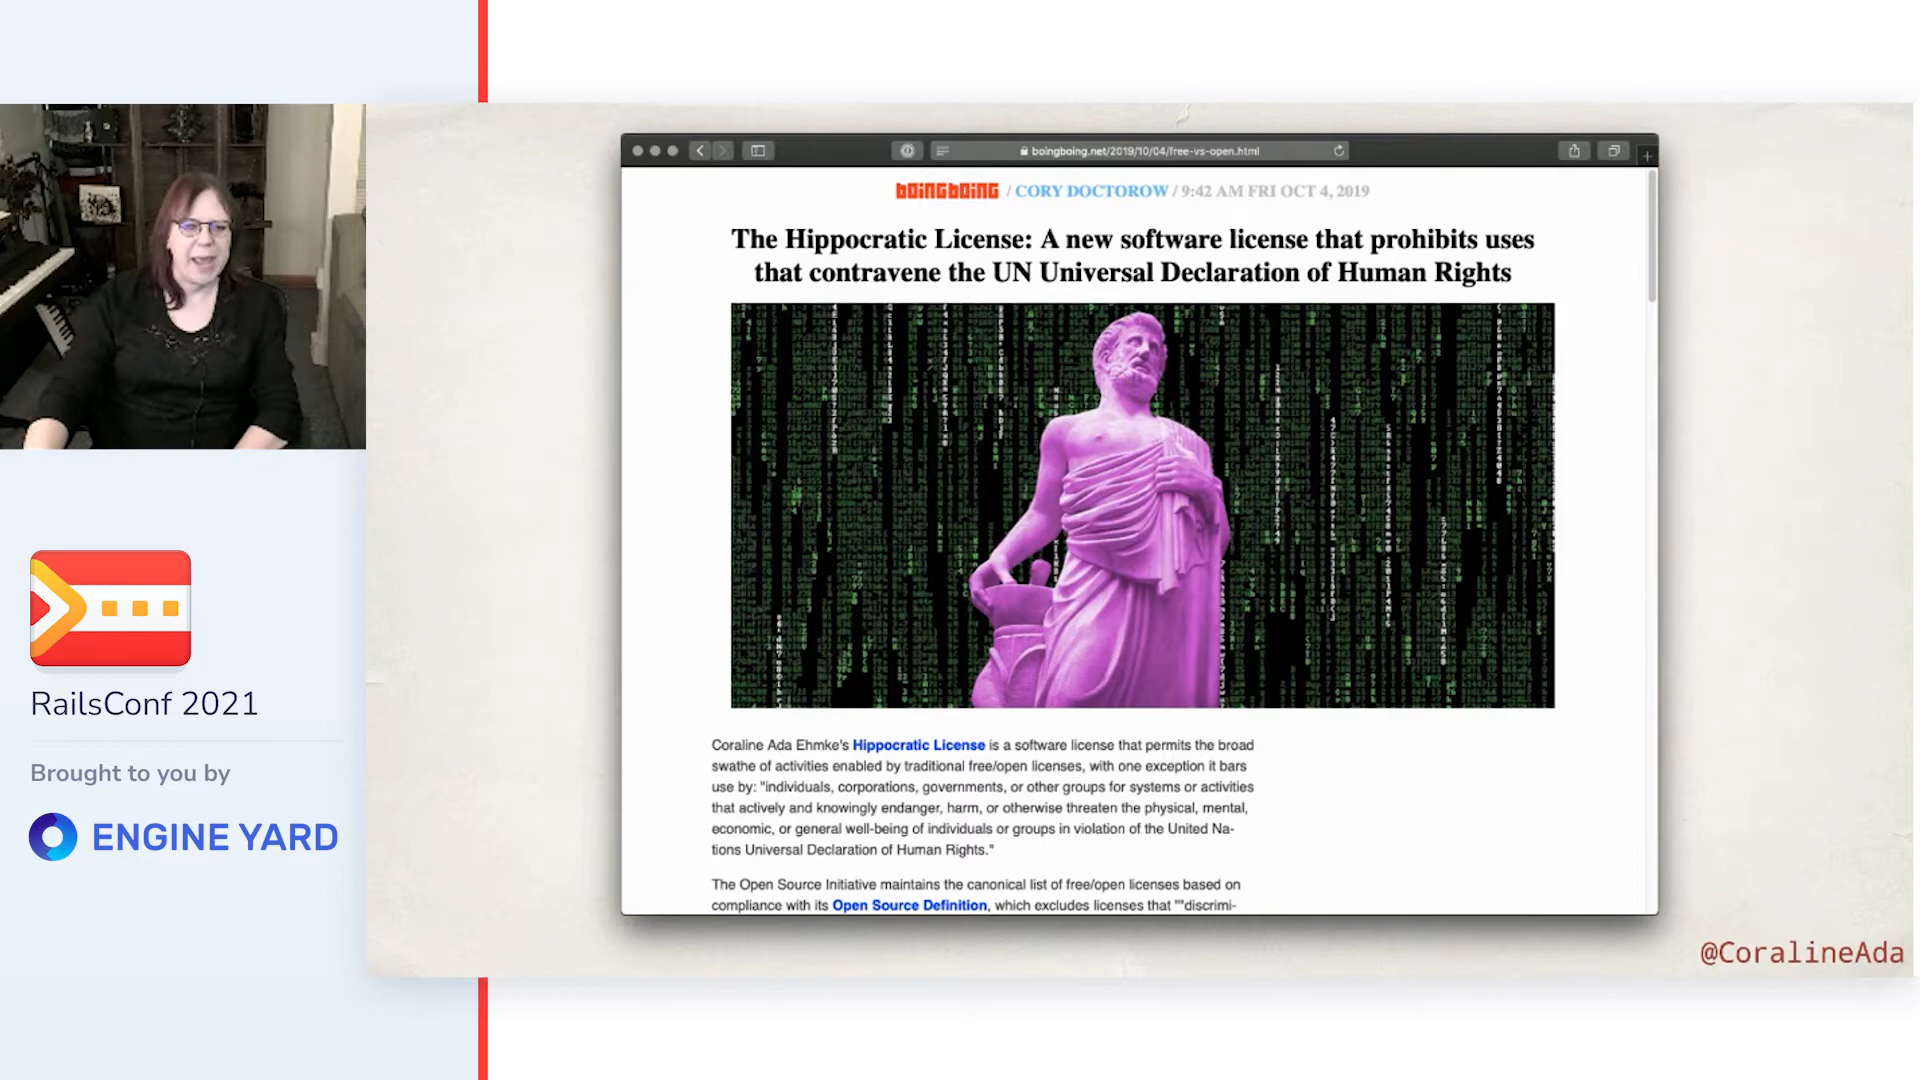 boingboing.net/2019/10/04/free-vs-open.html
boingboing / CORY DOCTOROW / 9:42 AM FRI OCT 4, 2019
The Hippocratic License: A new software license that prohibits uses
that contravene the UN Universal Declaration of Human Rights
Coraline Ada Ehmke's Hippocratic License is a software license that permits the broad
swathe of activities enabled by traditional free/open licenses, with one exception it bars
use by: "individuals, corporations, governments, or other groups for systems or activities
that actively and knowingly endanger, harm, or otherwise threaten the physical, mental,
economic, or general well-being of individuals or groups in violation of the United Na-
tions Universal Declaration of Human Rights."
The Open Source Initiative maintains the canonical list of free/open licenses based on
compliance with its Open Source Definition, which excludes licenses that ""discrimi-
@CoralineAda
RailsConf 2021
Brought to you by
ENGINE YARD